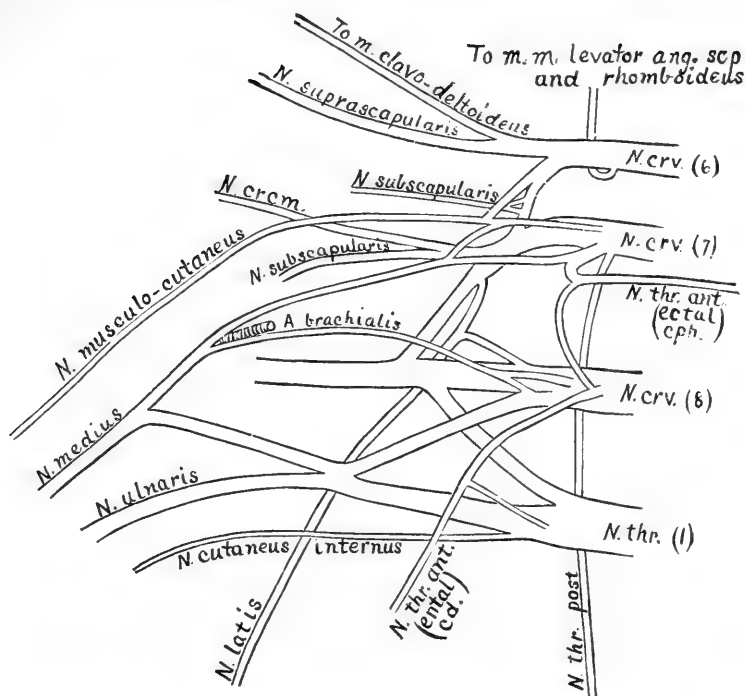 To m. clavo-deltoideus
To m. m. levator ang. scp
and rhomboideus
N. suprascapularis
N. crv. (6)
N subscapularis
N. crcm.
N. crv. (7)
N. subscapularis
N. musculo-cutaneus
N. thr. ant.
(ectal)
cph.
A brachialis
N. crv. (8)
N. medius
N. ulnaris
N. thr. (1)
N. cutaneus internus
N. latis
N. thr. ant.
(ental)
cd.
N. thr. post